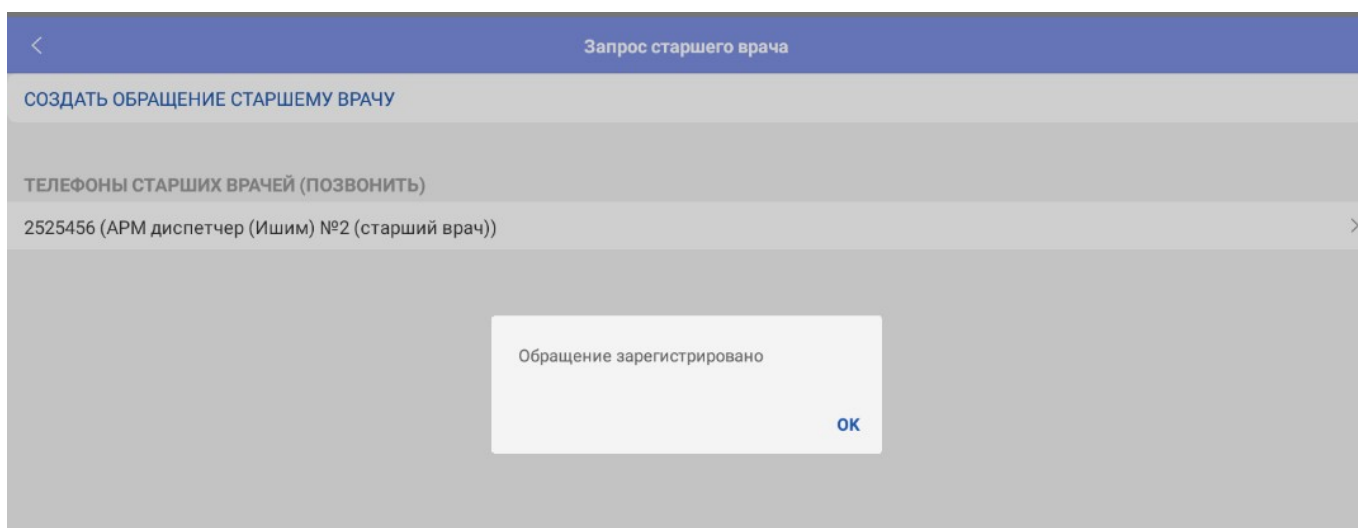 Запрос старшего врача
СОЗДАТЬ ОБРАЩЕНИЕ СТАРШЕМУ ВРАЧУ
ТЕЛЕФОНЫ СТАРШИХ ВРАЧЕЙ (ПОЗВОНИТЬ)
2525456 (АРМ диспетчер (Ишим) №2 (старший врач))
Обращение зарегистрировано
ОК